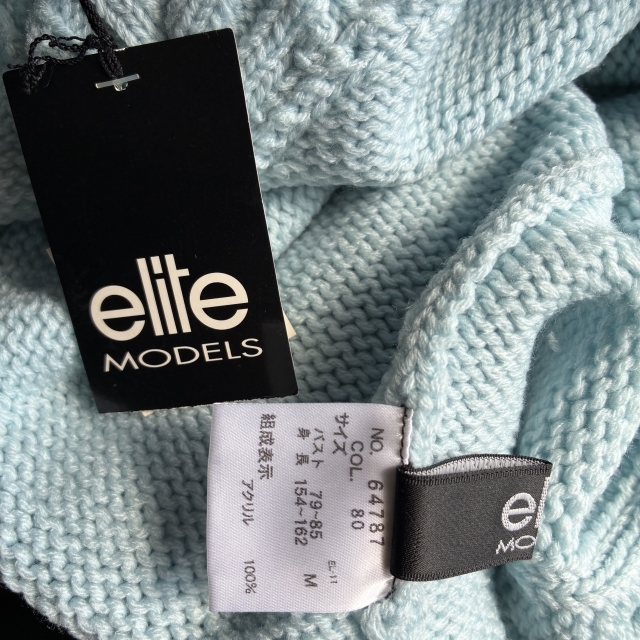 elite
MODELS
NO. 64787
COL. 80
サイズ M
バスト 79~85
身長 154~162
EL-11
組成表示
アクリル 100%
el
MO